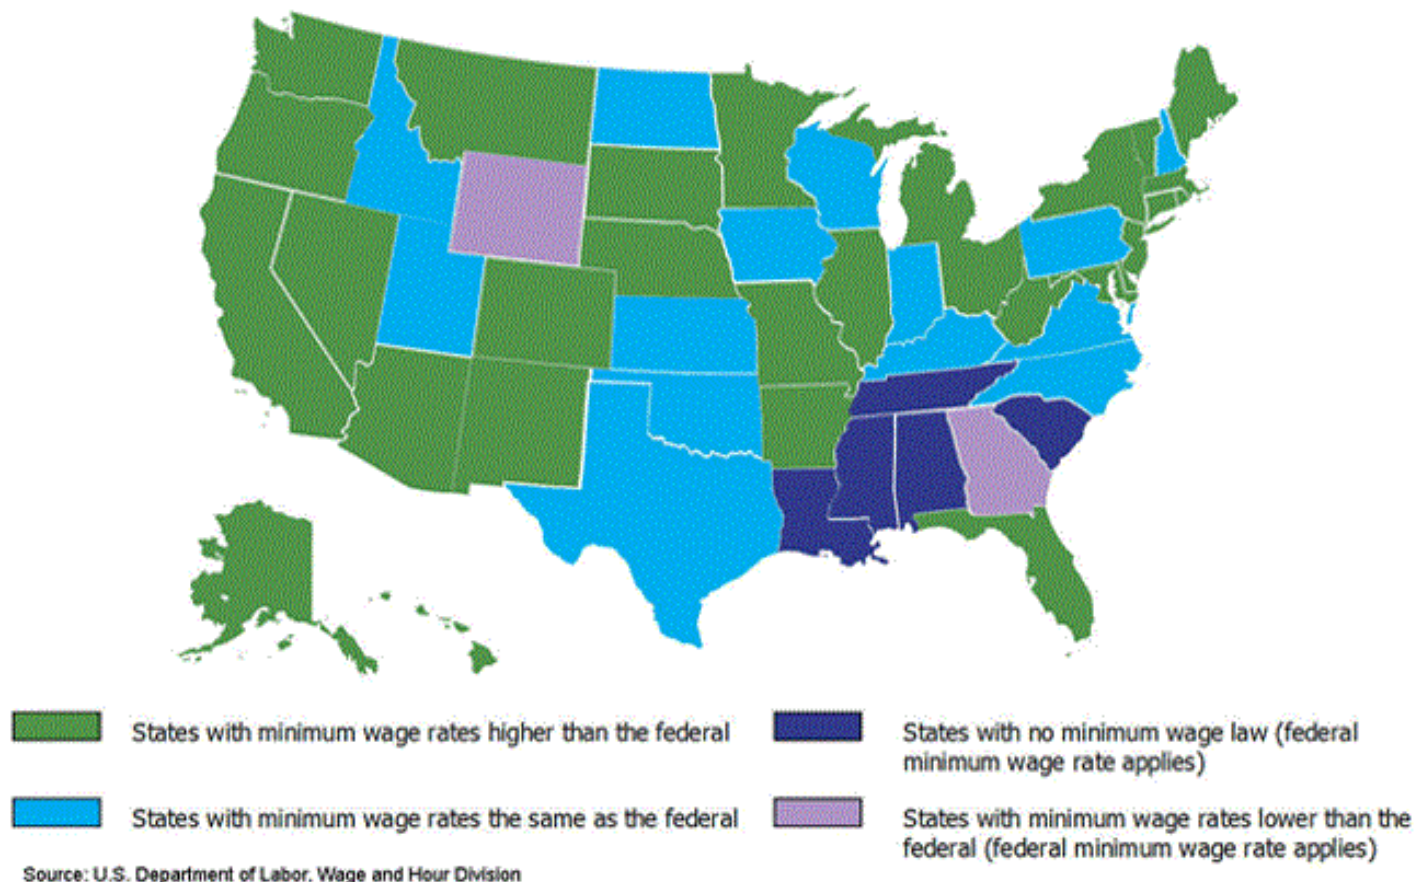 States with minimum wage rates higher than the federal
States with no minimum wage law (federal
minimum wage rate applies)
States with minimum wage rates the same as the federal
States with minimum wage rates lower than the
federal (federal minimum wage rate applies)
Source: U.S. Department of Labor, Wage and Hour Division